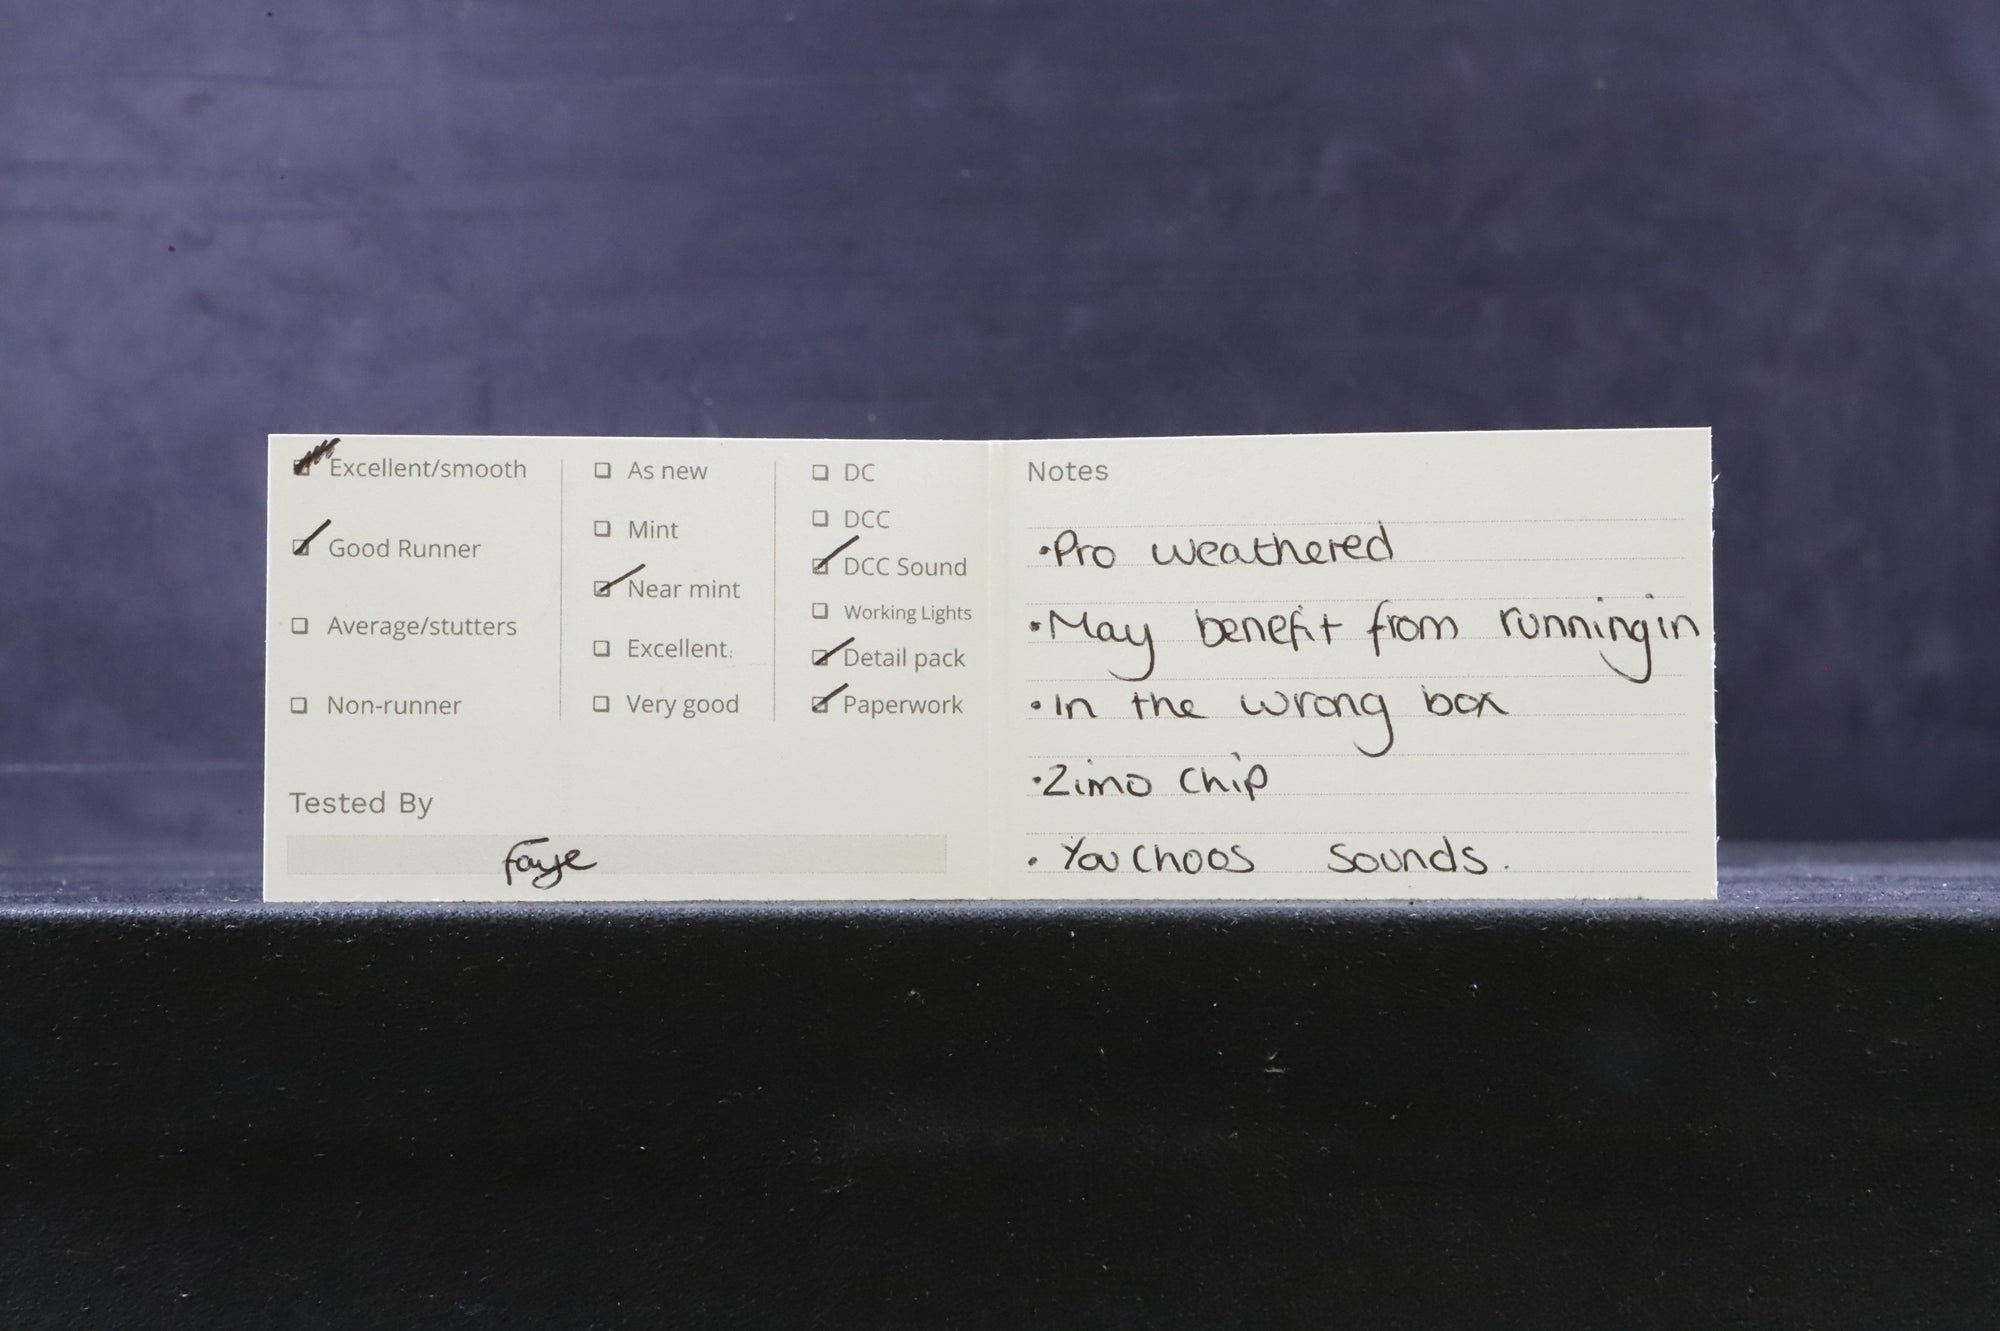 Excellent/smooth
Good Runner
Average/stutters
Non-runner
As new
Mint
Near mint
Excellent
Very good
DC
DCC
DCC Sound
Working Lights
Detail pack
Paperwork
Tested By
Faye
Notes
•Pro weathered
•May benefit from runningin
•In the wrong box
•Zimo chip
•You Choos Sounds.